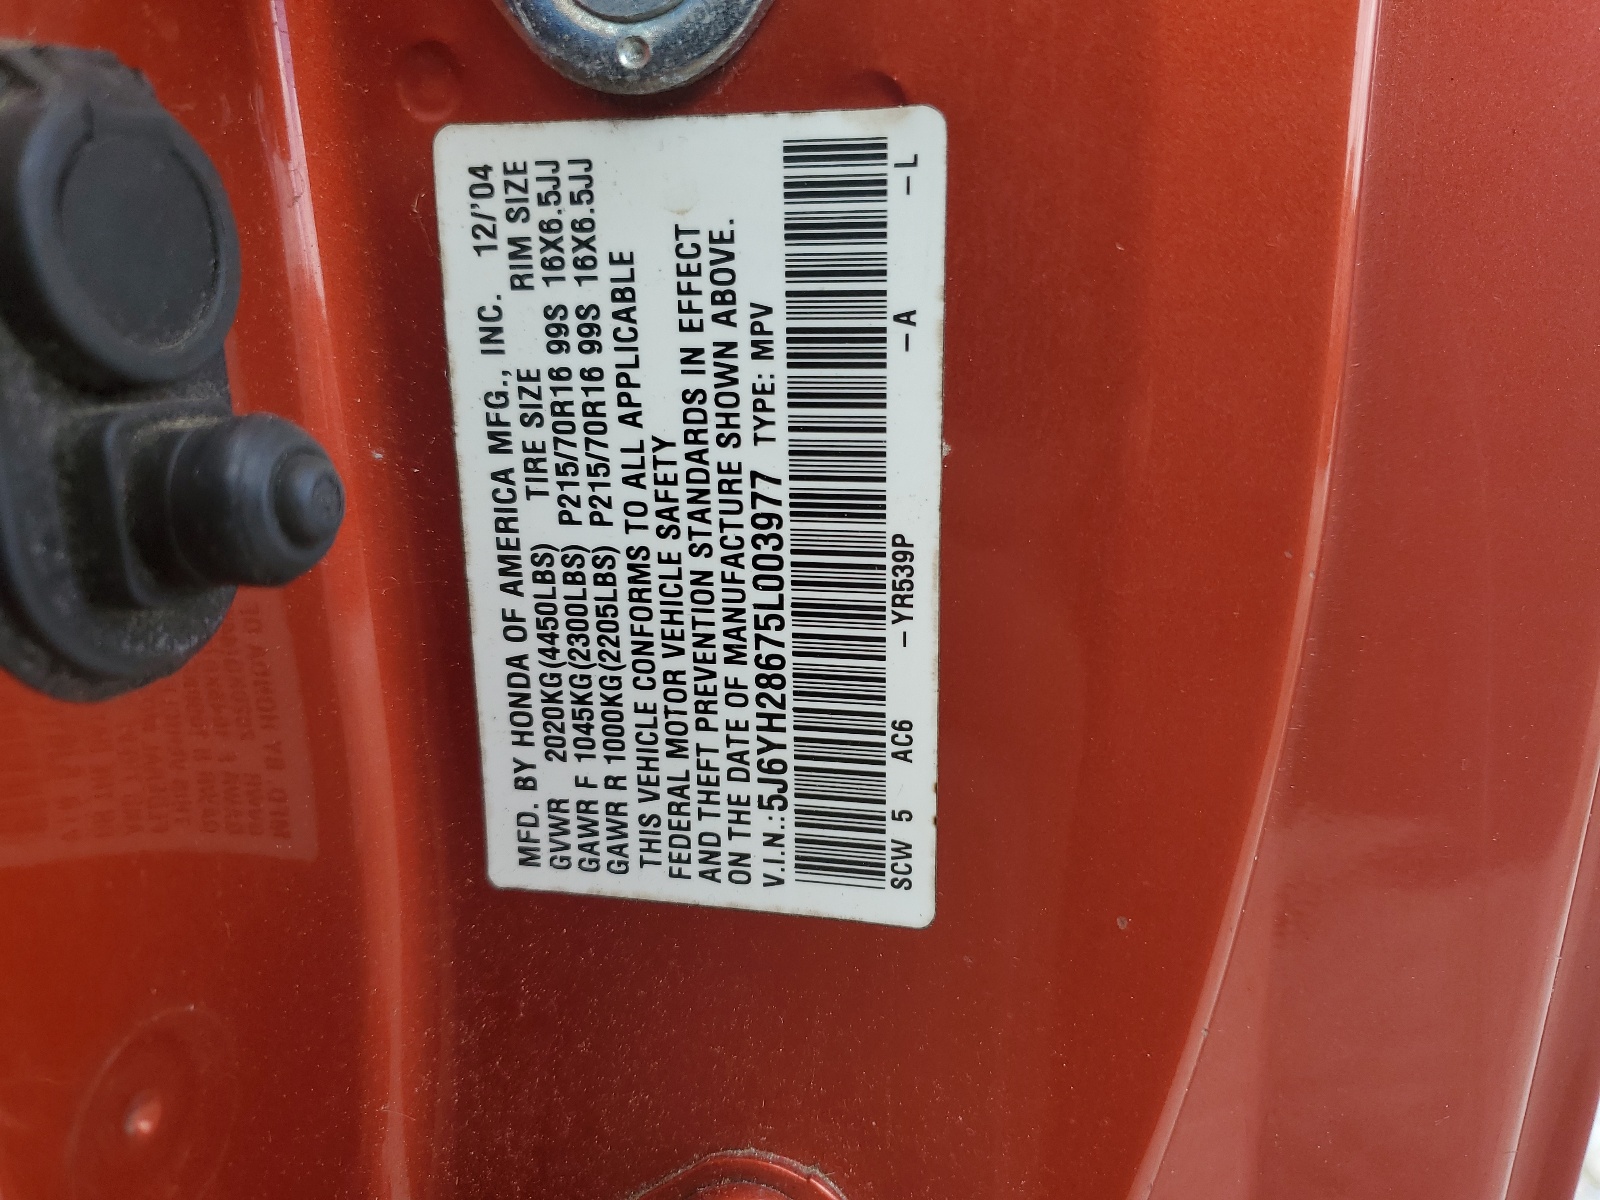 MFD. BY HONDA OF AMERICA MFG., INC. 12/'04
GVWR 2020KG(4450LBS) TIRE SIZE RIM SIZE
GAWR F 1045KG(2300LBS) P215/70R16 99S 16X6.5JJ
GAWR R 1000KG(2205LBS) P215/70R16 99S 16X6.5JJ
THIS VEHICLE CONFORMS TO ALL APPLICABLE
FEDERAL MOTOR VEHICLE SAFETY
AND THEFT PREVENTION STANDARDS IN EFFECT
ON THE DATE OF MANUFACTURE SHOWN ABOVE.
V.I.N.:5J6YH28675L003977 TYPE: MPV
SCW 5 AC6 –YR539P –A –L